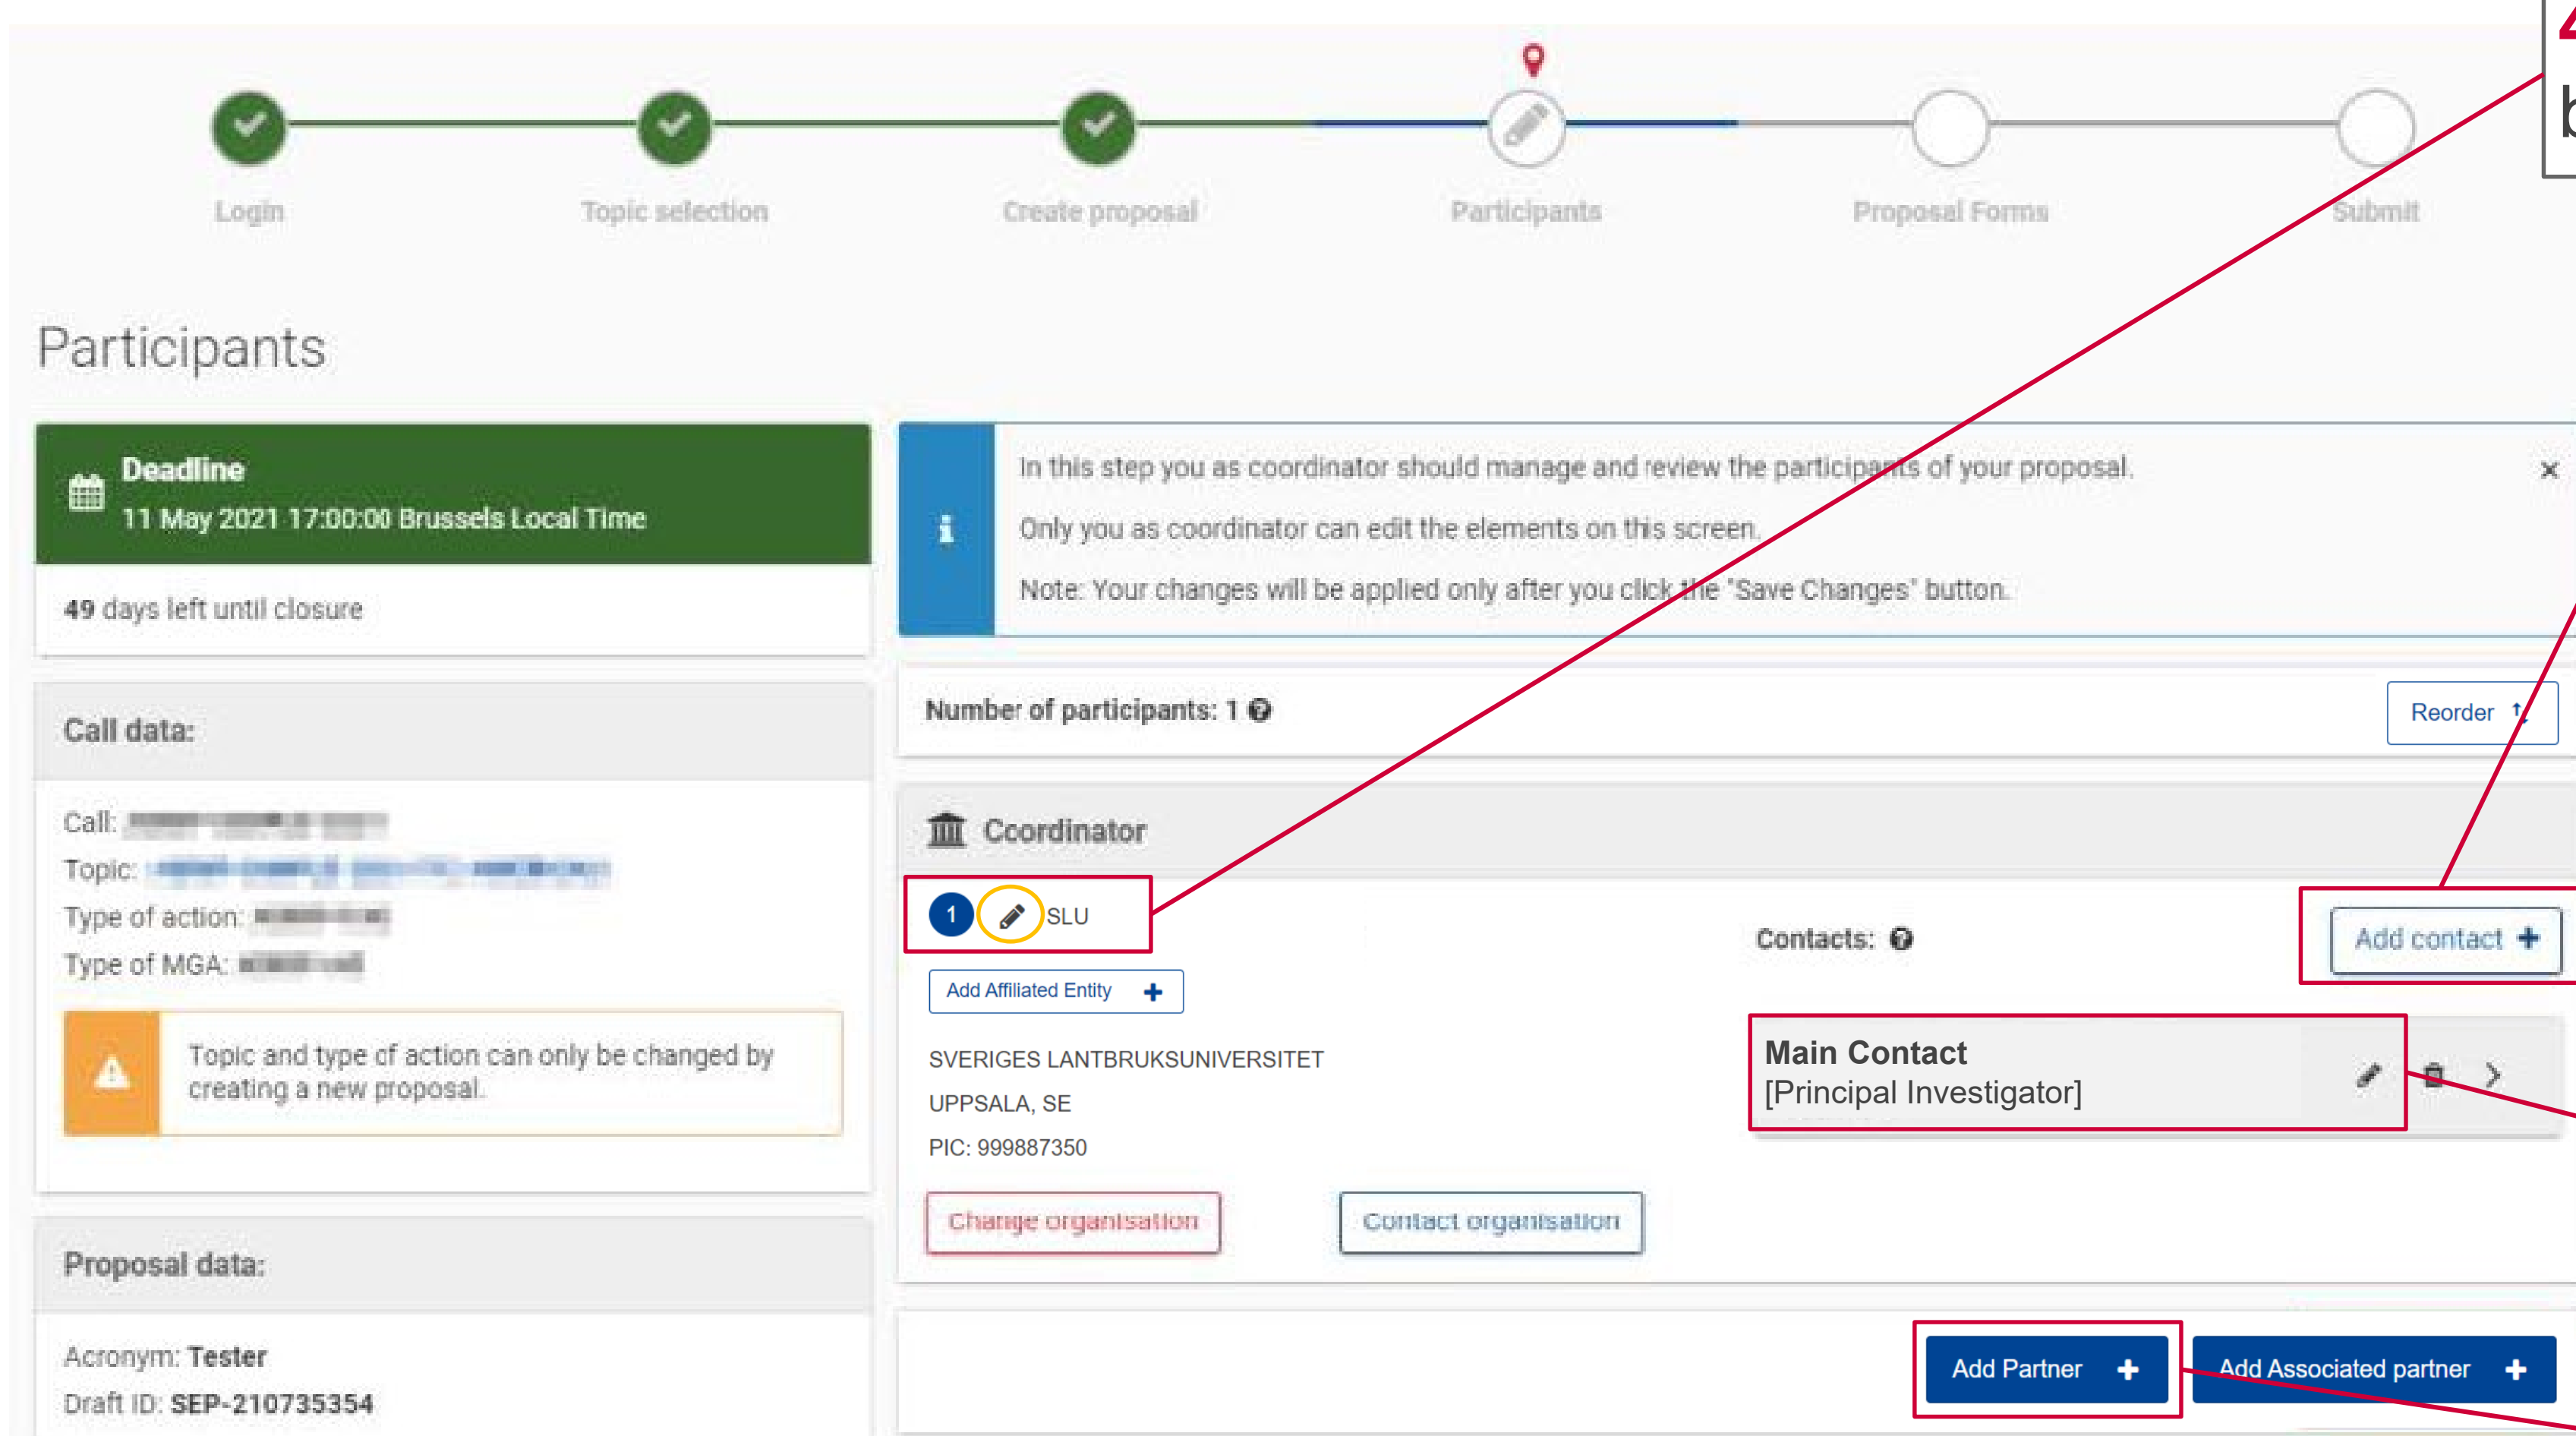 Login
Topic selection
Create proposal
Participants
Proposal Forms
Submit
Participants
Deadline
11 May 2021 17:00:00 Brussels Local Time
49 days left until closure
In this step you as coordinator should manage and review the participants of your proposal.
Only you as coordinator can edit the elements on this screen.
Note: Your changes will be applied only after you click the "Save Changes" button.
Call data:
Call:
Topic:
Type of action:
Type of MGA:
Topic and type of action can only be changed by
creating a new proposal.
Proposal data:
Acronym: Tester
Draft ID: SEP-210735354
Number of participants: 1
Reorder
Coordinator
1 SLU
Add Affiliated Entity
SVERIGES LANTBRUKSUNIVERSITET
UPPSALA, SE
PIC: 999887350
Change organisation
Contact organisation
Contacts:
Add contact
Main Contact
[Principal Investigator]
Add Partner
Add Associated partner